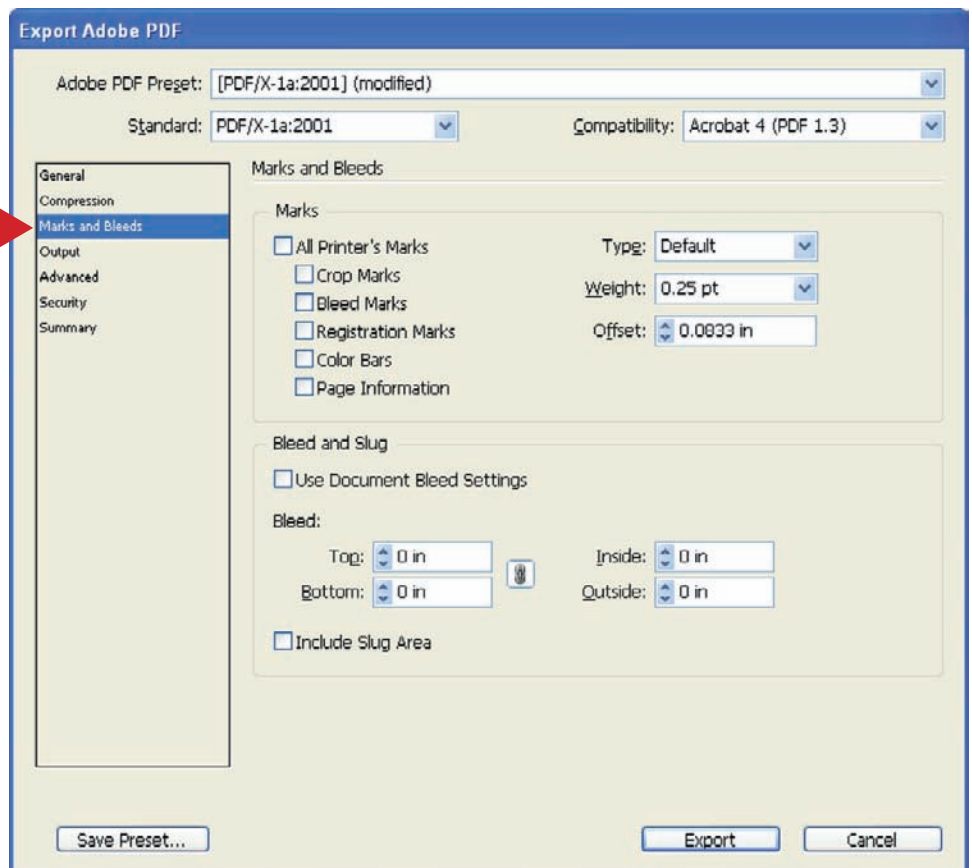 Export Adobe PDF
Adobe PDF Preset: [PDF/X-1a:2001] (modified)
Standard: PDF/X-1a:2001 Compatibility: Acrobat 4 (PDF 1.3)
General
Compression
Marks and Bleeds
Output
Advanced
Security
Summary
Marks and Bleeds
Marks
All Printer's Marks
Crop Marks
Bleed Marks
Registration Marks
Color Bars
Page Information
Type: Default
Weight: 0.25 pt
Offset: 0.0833 in
Bleed and Slug
Use Document Bleed Settings
Bleed:
Top: 0 in Inside: 0 in
Bottom: 0 in Outside: 0 in
Include Slug Area
Save Preset... Export Cancel